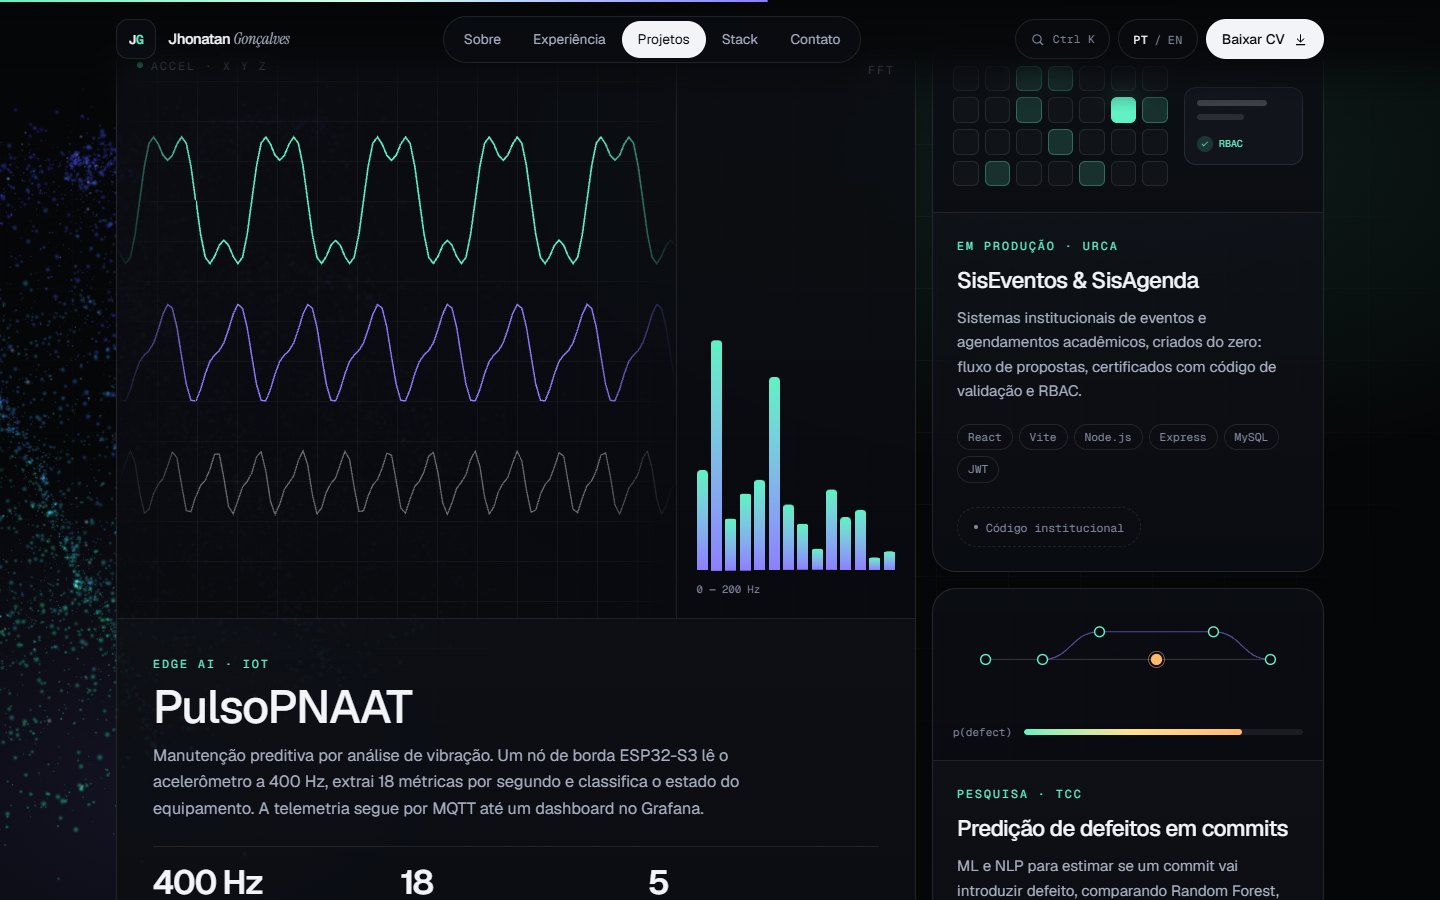 JG
Jhonatan Gonçalves
Sobre
Experiência
Projetos
Stack
Contato
Ctrl K
PT / EN
Baixar CV
ACCEL · X Y Z
FFT
0 — 200 Hz
EDGE AI · IOT
PulsoPNAAT
Manutenção preditiva por análise de vibração. Um nó de borda ESP32-S3 lê o
acelerômetro a 400 Hz, extrai 18 métricas por segundo e classifica o estado do
equipamento. A telemetria segue por MQTT até um dashboard no Grafana.
400 Hz
18
5
RBAC
EM PRODUÇÃO · URCA
SisEventos & SisAgenda
Sistemas institucionais de eventos e
agendamentos acadêmicos, criados do zero:
fluxo de propostas, certificados com código de
validação e RBAC.
React
Vite
Node.js
Express
MySQL
JWT
Código institucional
p(defect)
PESQUISA · TCC
Predição de defeitos em commits
ML e NLP para estimar se um commit vai
introduzir defeito, comparando Random Forest,